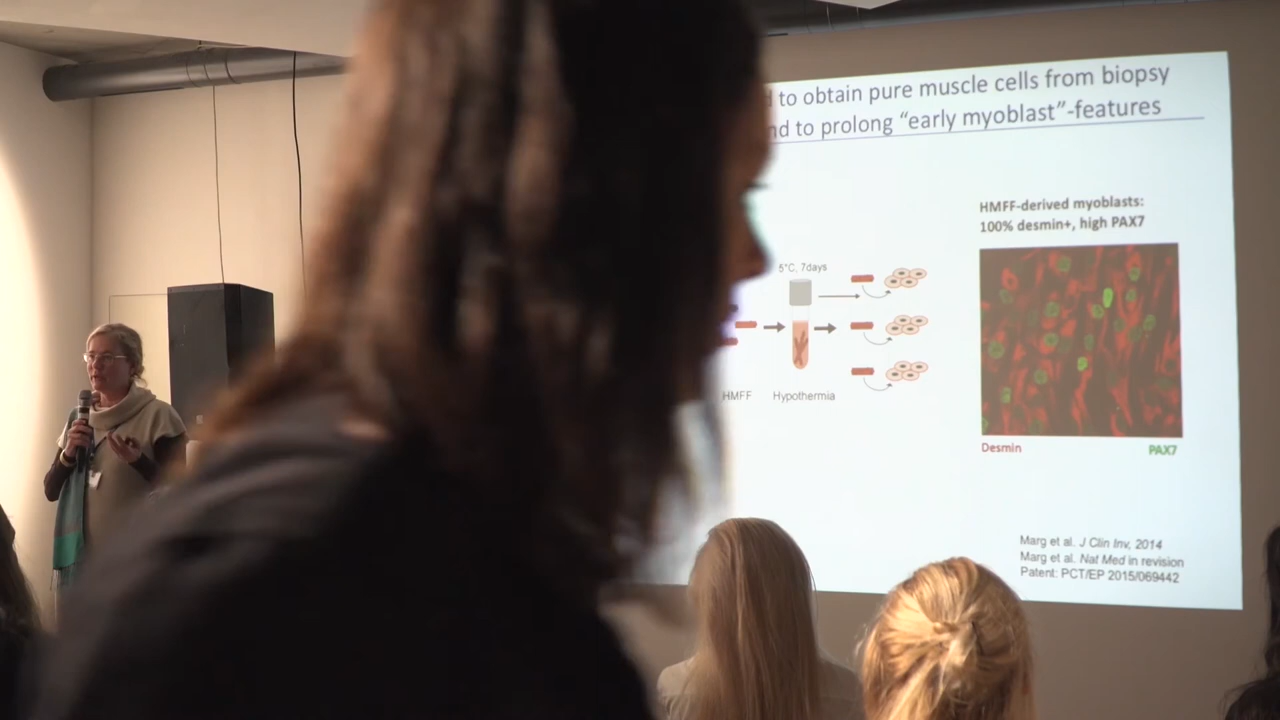 to obtain pure muscle cells from biopsy
to prolong “early myoblast”-features
HMFF-derived myoblasts:
100% desmin+, high PAX7
5°C, 7days
HMFF
Hypothermia
Desmin
PAX7
Marg et al. J Clin Inv, 2014
Marg et al. Nat Med in revision
Patent: PCT/EP 2015/069442